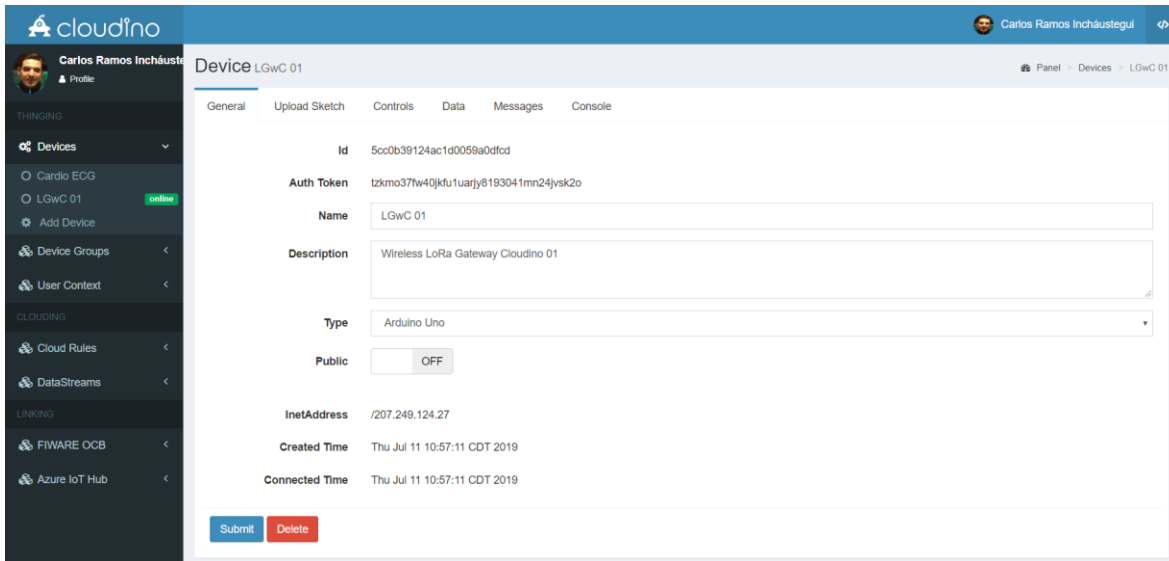 cloudino
Carlos Ramos Incháustegui
Carlos Ramos Incháuste
Profile
THINGING
Devices
Cardio ECG
LGwC 01 online
Add Device
Device Groups
User Context
CLOUDING
Cloud Rules
DataStreams
LINKING
FIWARE OCB
Azure IoT Hub
Device LGwC 01
Panel > Devices > LGwC 01
General Upload Sketch Controls Data Messages Console
Id 5cc0b39124ac1d0059a0dfcd
Auth Token tzkmo37fw40jkfu1uarjy8193041mn24jvsk2o
Name LGwC 01
Description Wireless LoRa Gateway Cloudino 01
Type Arduino Uno
Public OFF
InetAddress /207.249.124.27
Created Time Thu Jul 11 10:57:11 CDT 2019
Connected Time Thu Jul 11 10:57:11 CDT 2019
Submit Delete